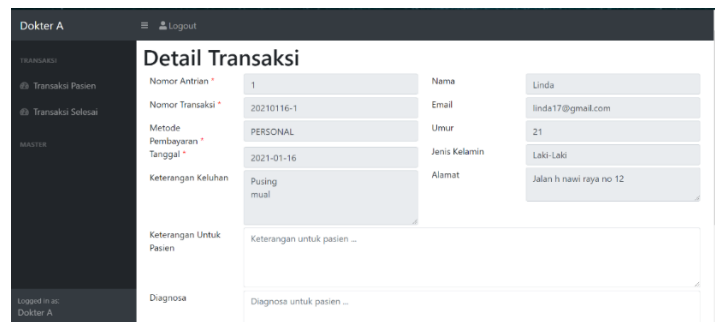 Dokter A
Logout
TRANSAKSI
Transaksi Pasien
Transaksi Selesai
MASTER
Logged in as:
Dokter A
Detail Transaksi
Nomor Antrian *
1
Nomor Transaksi *
20210116-1
Metode
Pembayaran *
PERSONAL
Tanggal *
2021-01-16
Keterangan Keluhan
Pusing
mual
Nama
Linda
Email
linda17@gmail.com
Umur
21
Jenis Kelamin
Laki-Laki
Alamat
Jalan h nawi raya no 12
Keterangan Untuk
Pasien
Keterangan untuk pasien ...
Diagnosa
Diagnosa untuk pasien ...